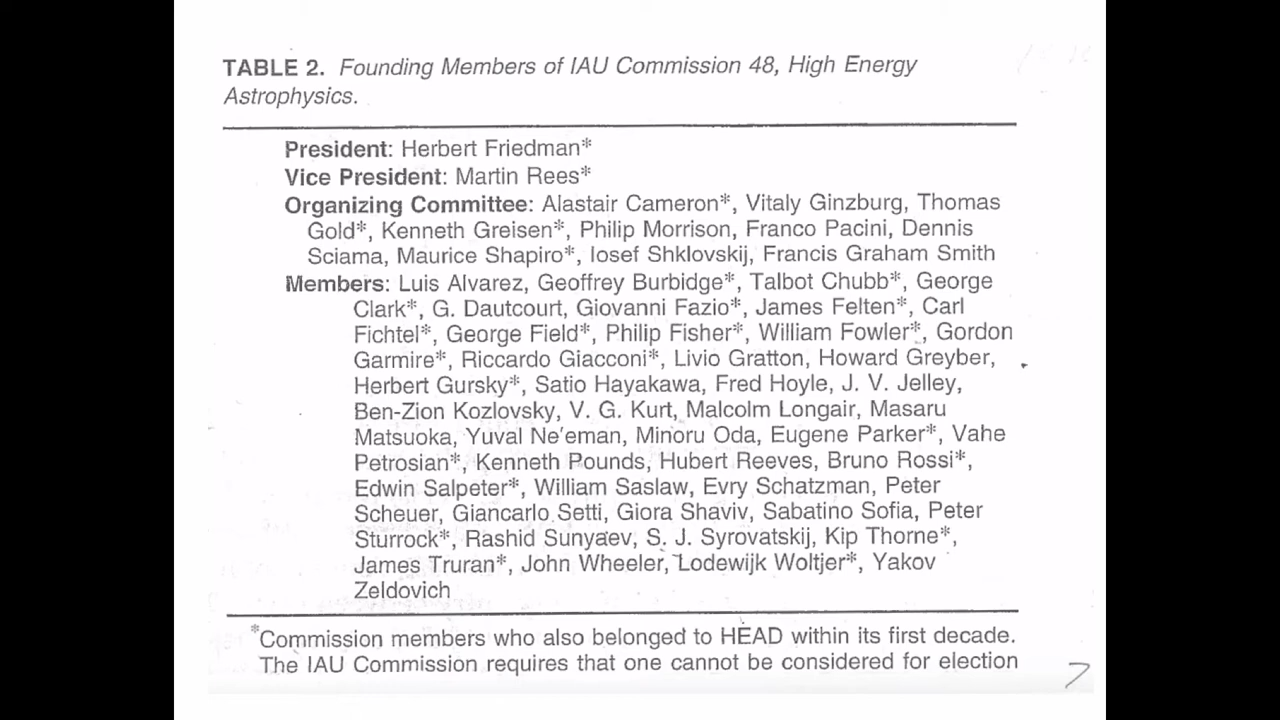 TABLE 2. Founding Members of IAU Commission 48, High Energy
Astrophysics.
President: Herbert Friedman*
Vice President: Martin Rees*
Organizing Committee: Alastair Cameron*, Vitaly Ginzburg, Thomas
Gold*, Kenneth Greisen*, Philip Morrison, Franco Pacini, Dennis
Sciama, Maurice Shapiro*, Iosef Shklovskij, Francis Graham Smith
Members: Luis Alvarez, Geoffrey Burbidge*, Talbot Chubb*, George
Clark*, G. Dautcourt, Giovanni Fazio*, James Felten*, Carl
Fichtel*, George Field*, Philip Fisher*, William Fowler*, Gordon
Garmire*, Riccardo Giacconi*, Livio Gratton, Howard Greyber,
Herbert Gursky*, Satio Hayakawa, Fred Hoyle, J. V. Jelley,
Ben-Zion Kozlovsky, V. G. Kurt, Malcolm Longair, Masaru
Matsuoka, Yuval Ne'eman, Minoru Oda, Eugene Parker*, Vahe
Petrosian*, Kenneth Pounds, Hubert Reeves, Bruno Rossi*,
Edwin Salpeter*, William Saslaw, Evry Schatzman, Peter
Scheuer, Giancarlo Setti, Giora Shaviv, Sabatino Sofia, Peter
Sturrock*, Rashid Sunyaev, S. J. Syrovatskij, Kip Thorne*,
James Truran*, John Wheeler, Lodewijk Woltjer*, Yakov
Zeldovich
*Commission members who also belonged to HEAD within its first decade.
The IAU Commission requires that one cannot be considered for election
7